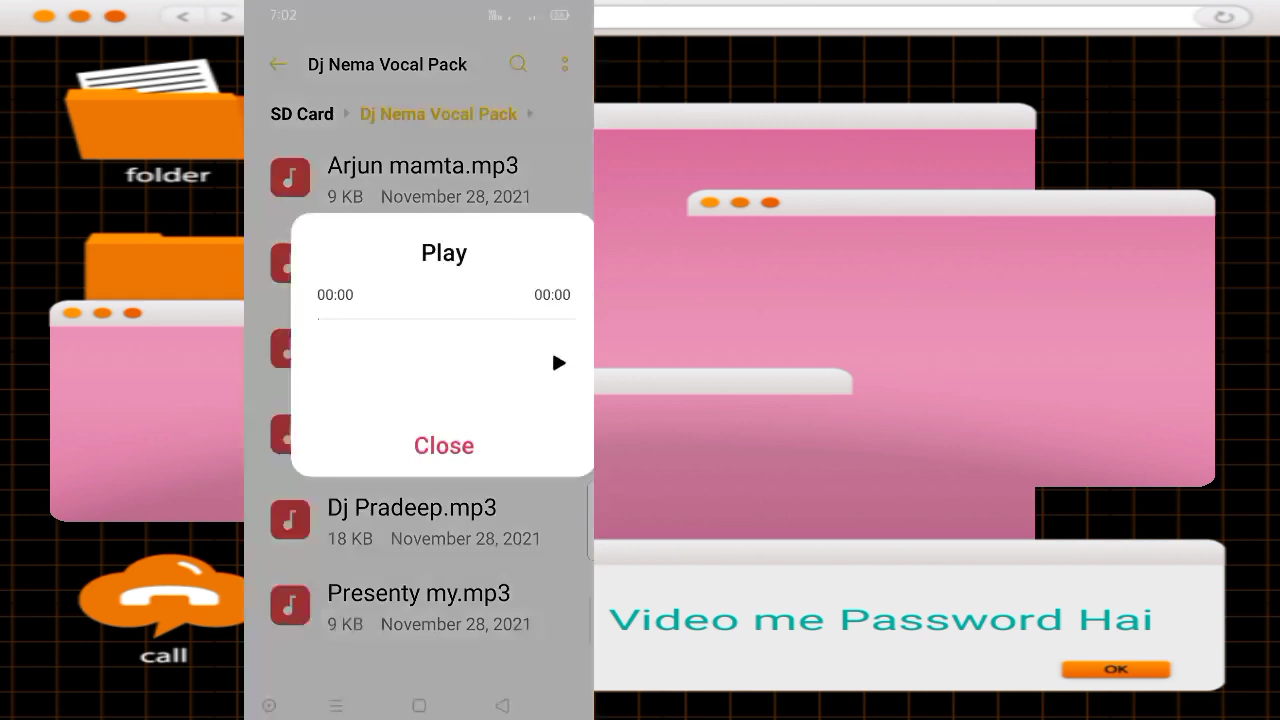 7:02
Dj Nema Vocal Pack
SD Card Dj Nema Vocal Pack
Arjun mamta.mp3
9 KB November 28, 2021
Play
00:00 00:00
Close
Dj Pradeep.mp3
18 KB November 28, 2021
Presenty my.mp3
9 KB November 28, 2021
folder
call
Video me Password Hai
OK